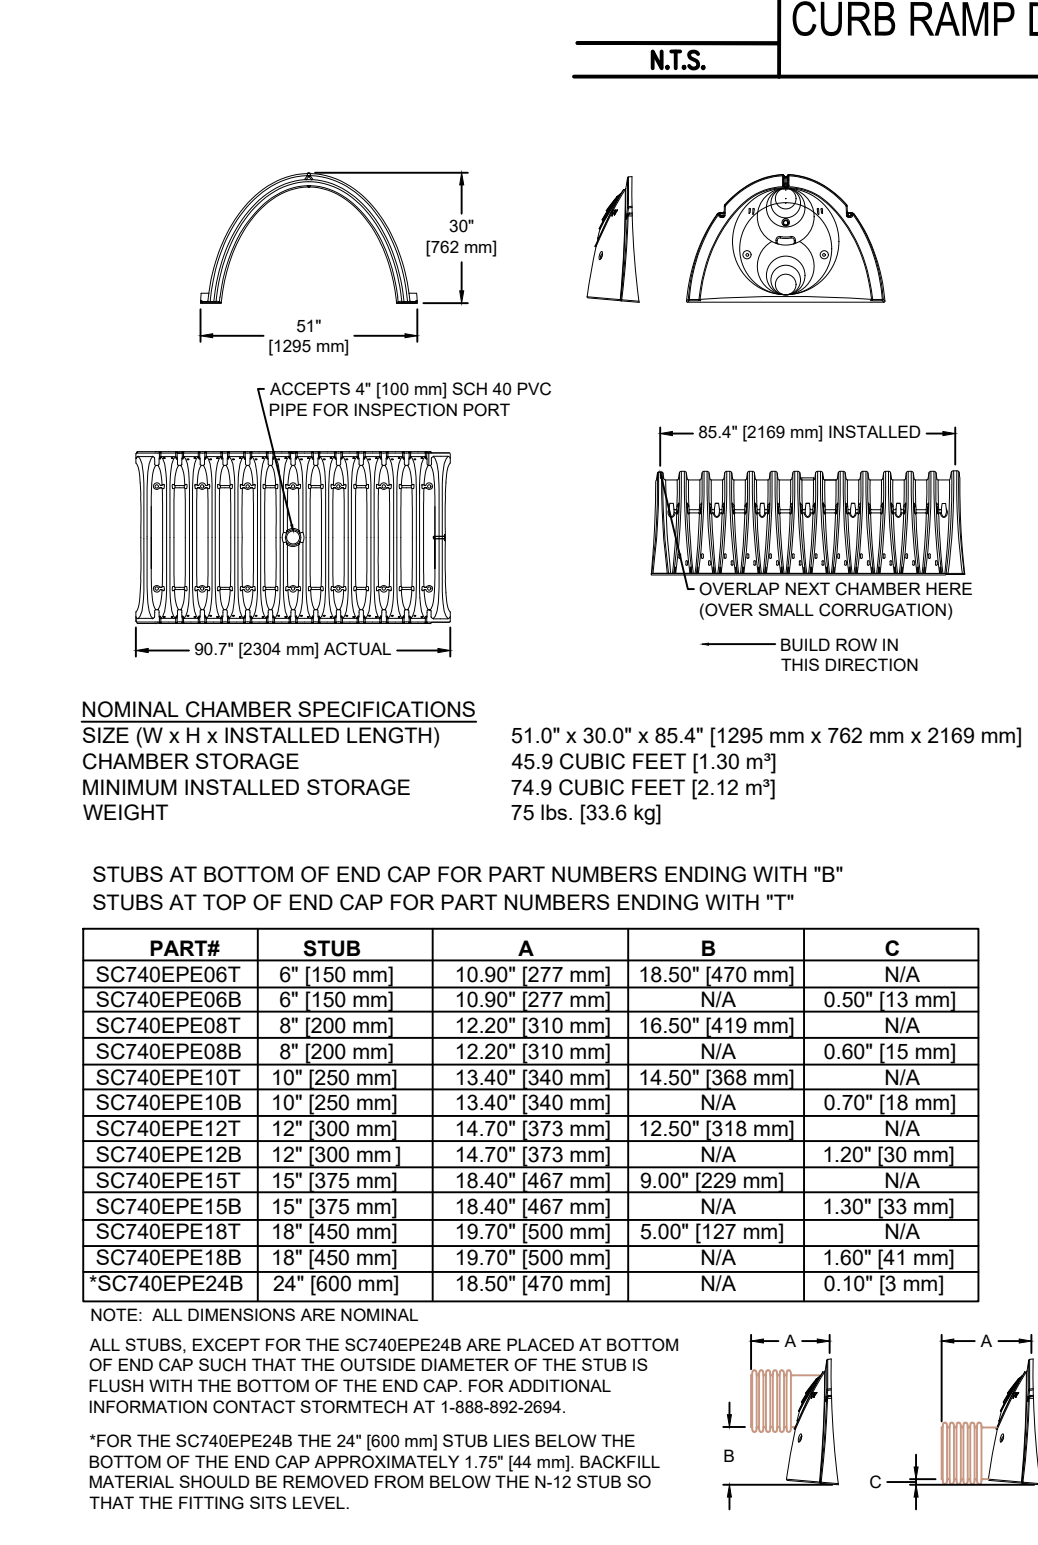 CURB RAMP D
N.T.S.
30"
[762 mm]
51"
[1295 mm]
ACCEPTS 4" [100 mm] SCH 40 PVC
PIPE FOR INSPECTION PORT
85.4" [2169 mm] INSTALLED
OVERLAP NEXT CHAMBER HERE
(OVER SMALL CORRUGATION)
BUILD ROW IN
THIS DIRECTION
90.7" [2304 mm] ACTUAL
NOMINAL CHAMBER SPECIFICATIONS
SIZE (W x H x INSTALLED LENGTH) 51.0" x 30.0" x 85.4" [1295 mm x 762 mm x 2169 mm]
CHAMBER STORAGE 45.9 CUBIC FEET [1.30 m³]
MINIMUM INSTALLED STORAGE 74.9 CUBIC FEET [2.12 m³]
WEIGHT 75 lbs. [33.6 kg]
STUBS AT BOTTOM OF END CAP FOR PART NUMBERS ENDING WITH "B"
STUBS AT TOP OF END CAP FOR PART NUMBERS ENDING WITH "T"
PART# STUB A B C
SC740EPE06T 6" [150 mm] 10.90" [277 mm] 18.50" [470 mm] N/A
SC740EPE06B 6" [150 mm] 10.90" [277 mm] N/A 0.50" [13 mm]
SC740EPE08T 8" [200 mm] 12.20" [310 mm] 16.50" [419 mm] N/A
SC740EPE08B 8" [200 mm] 12.20" [310 mm] N/A 0.60" [15 mm]
SC740EPE10T 10" [250 mm] 13.40" [340 mm] 14.50" [368 mm] N/A
SC740EPE10B 10" [250 mm] 13.40" [340 mm] N/A 0.70" [18 mm]
SC740EPE12T 12" [300 mm] 14.70" [373 mm] 12.50" [318 mm] N/A
SC740EPE12B 12" [300 mm] 14.70" [373 mm] N/A 1.20" [30 mm]
SC740EPE15T 15" [375 mm] 18.40" [467 mm] 9.00" [229 mm] N/A
SC740EPE15B 15" [375 mm] 18.40" [467 mm] N/A 1.30" [33 mm]
SC740EPE18T 18" [450 mm] 19.70" [500 mm] 5.00" [127 mm] N/A
SC740EPE18B 18" [450 mm] 19.70" [500 mm] N/A 1.60" [41 mm]
*SC740EPE24B 24" [600 mm] 18.50" [470 mm] N/A 0.10" [3 mm]
NOTE: ALL DIMENSIONS ARE NOMINAL
ALL STUBS, EXCEPT FOR THE SC740EPE24B ARE PLACED AT BOTTOM
OF END CAP SUCH THAT THE OUTSIDE DIAMETER OF THE STUB IS
FLUSH WITH THE BOTTOM OF THE END CAP. FOR ADDITIONAL
INFORMATION CONTACT STORMTECH AT 1-888-892-2694.
*FOR THE SC740EPE24B THE 24" [600 mm] STUB LIES BELOW THE
BOTTOM OF THE END CAP APPROXIMATELY 1.75" [44 mm]. BACKFILL
MATERIAL SHOULD BE REMOVED FROM BELOW THE N-12 STUB SO
THAT THE FITTING SITS LEVEL.
A
B
A
C